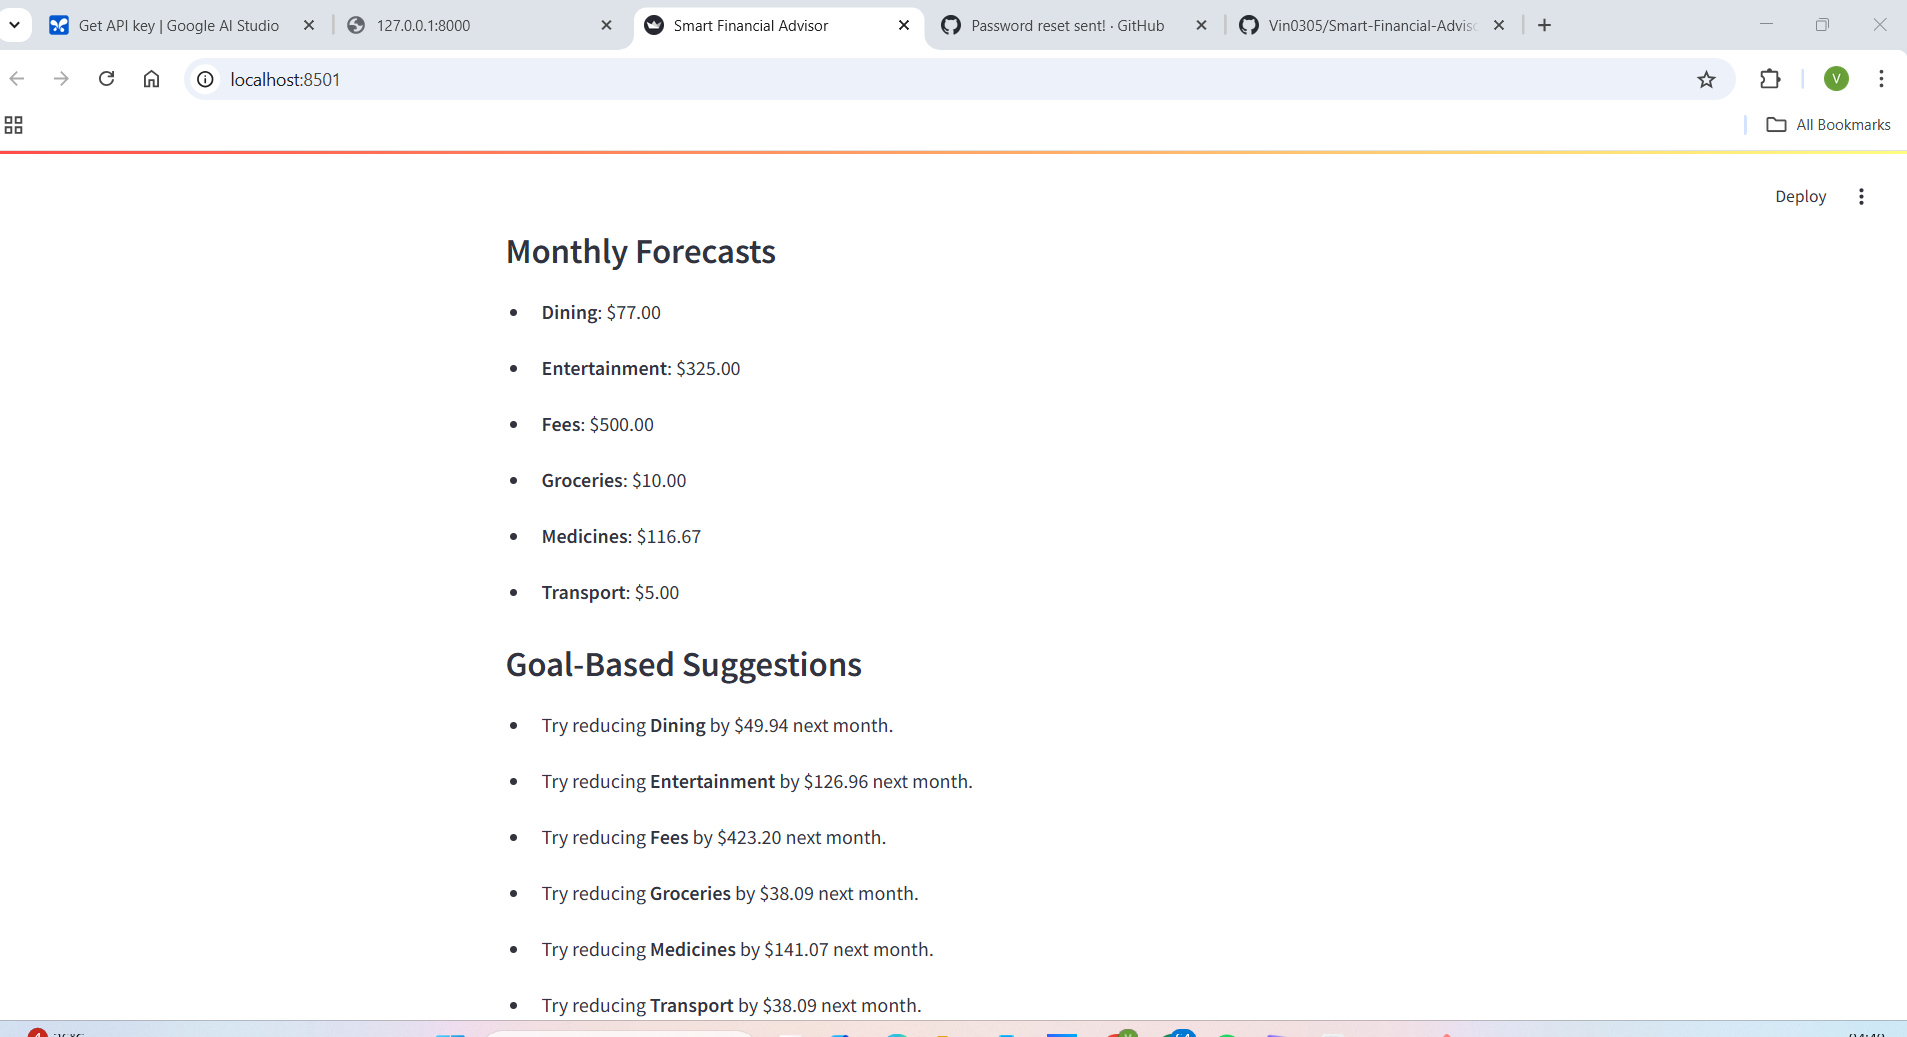 Get API key | Google AI Studio
127.0.0.1:8000
Smart Financial Advisor
Password reset sent! · GitHub
Vin0305/Smart-Financial-Advis
localhost:8501
V
All Bookmarks
Deploy
Monthly Forecasts
Dining: $77.00
Entertainment: $325.00
Fees: $500.00
Groceries: $10.00
Medicines: $116.67
Transport: $5.00
Goal-Based Suggestions
Try reducing Dining by $49.94 next month.
Try reducing Entertainment by $126.96 next month.
Try reducing Fees by $423.20 next month.
Try reducing Groceries by $38.09 next month.
Try reducing Medicines by $141.07 next month.
Try reducing Transport by $38.09 next month.